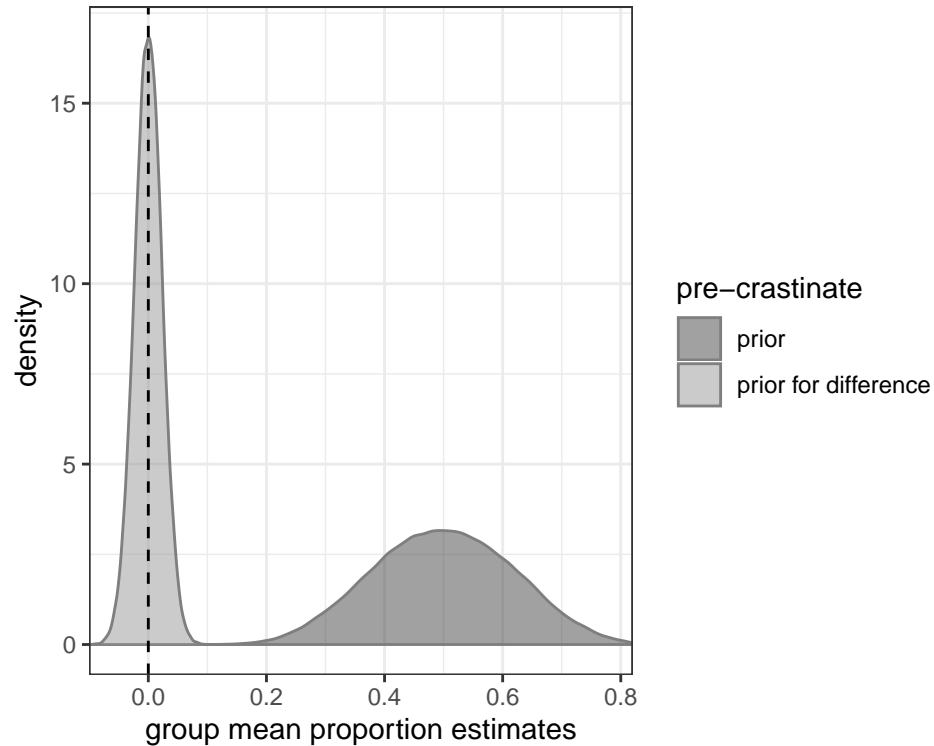 15
10
5
0
density
0.0
0.2
0.4
0.6
0.8
group mean proportion estimates
pre−crastinate
prior
prior for difference